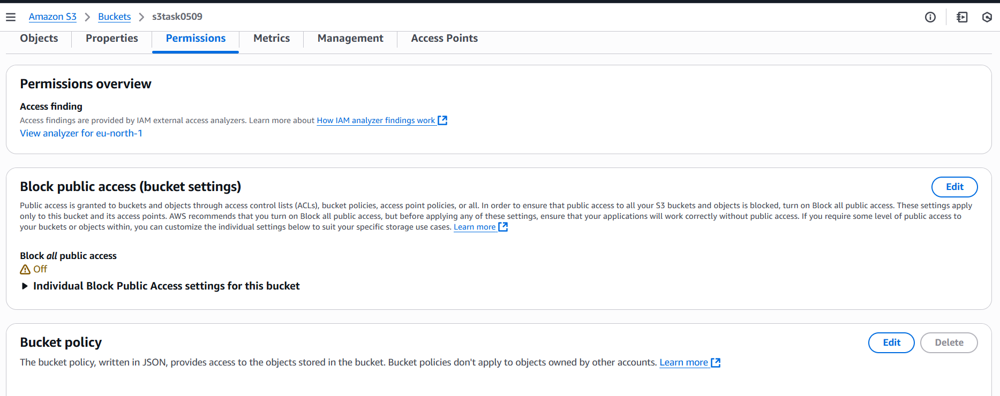 Amazon S3 > Buckets > s3task0509
Objects Properties Permissions Metrics Management Access Points
Permissions overview
Access finding
Access findings are provided by IAM external access analyzers. Learn more about How IAM analyzer findings work
View analyzer for eu-north-1
Block public access (bucket settings) Edit
Public access is granted to buckets and objects through access control lists (ACLs), bucket policies, access point policies, or all. In order to ensure that public access to all your S3 buckets and objects is blocked, turn on Block all public access. These settings apply
only to this bucket and its access points. AWS recommends that you turn on Block all public access, but before applying any of these settings, ensure that your applications will work correctly without public access. If you require some level of public access to
your buckets or objects within, you can customize the individual settings below to suit your specific storage use cases. Learn more
Block all public access
Off
Individual Block Public Access settings for this bucket
Bucket policy Edit Delete
The bucket policy, written in JSON, provides access to the objects stored in the bucket. Bucket policies don't apply to objects owned by other accounts. Learn more